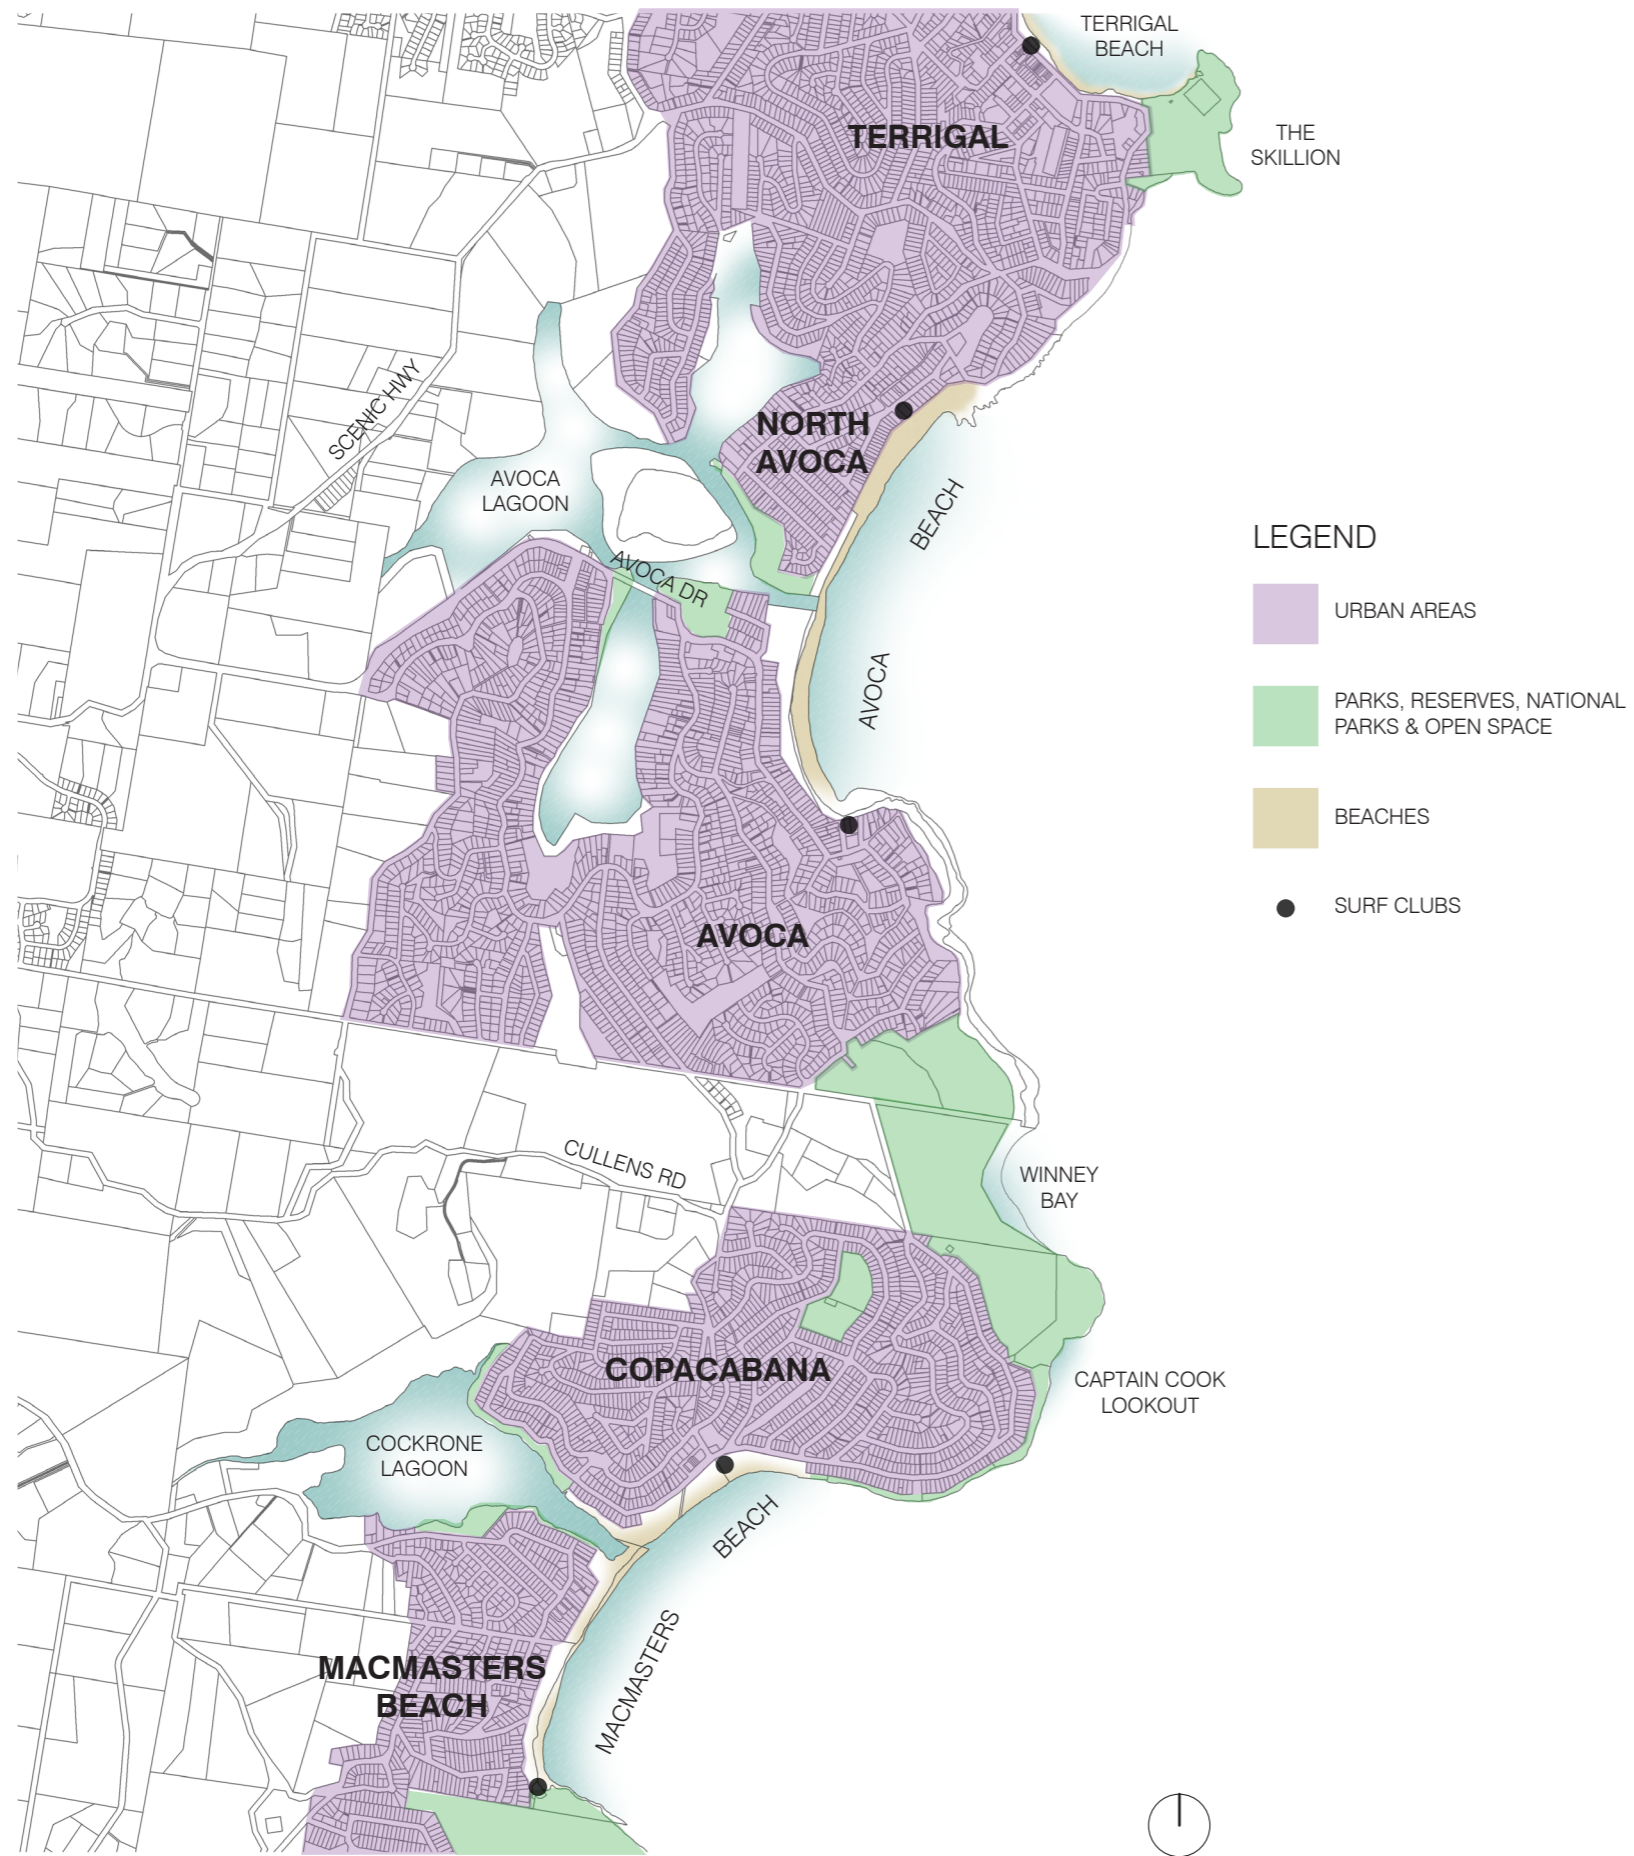 TERRIGAL
BEACH
TERRIGAL
THE
SKILLION
SCENIC HWY
NORTH
AVOCA
AVOCA
LAGOON
BEACH
AVOCA
AVOCA DR
LEGEND
URBAN AREAS
PARKS, RESERVES, NATIONAL
PARKS & OPEN SPACE
BEACHES
SURF CLUBS
AVOCA
CULLENS RD
WINNEY
BAY
COPACABANA
CAPTAIN COOK
LOOKOUT
COCKRONE
LAGOON
BEACH
MACMASTERS
MACMASTERS
BEACH